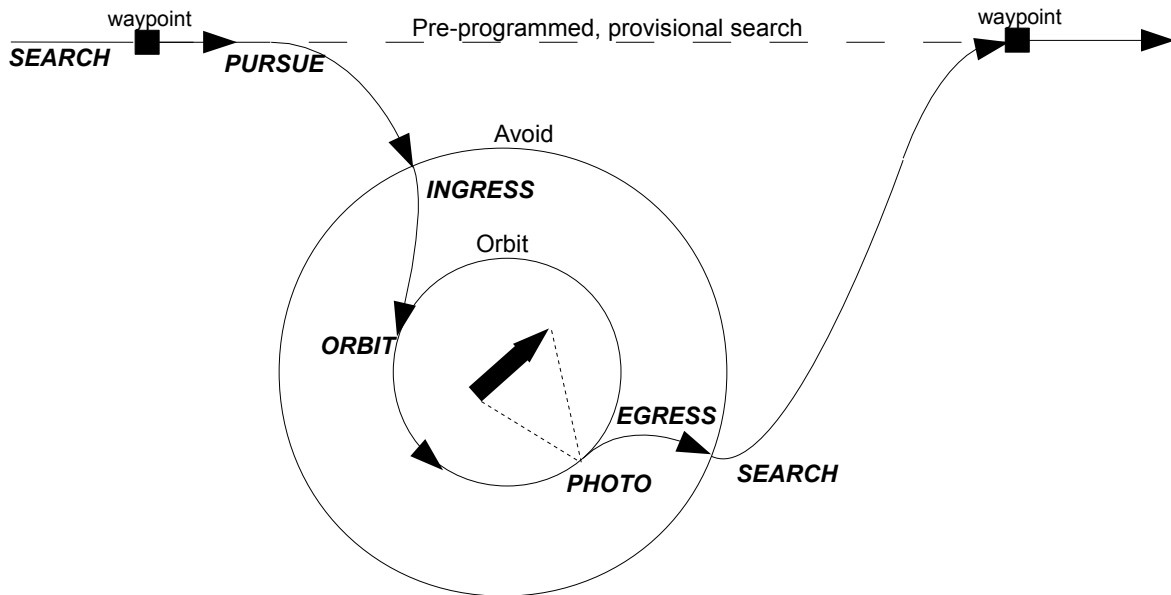 waypoint
Pre-programmed, provisional search
waypoint
SEARCH
PURSUE
Avoid
INGRESS
Orbit
ORBIT
EGRESS
PHOTO
SEARCH